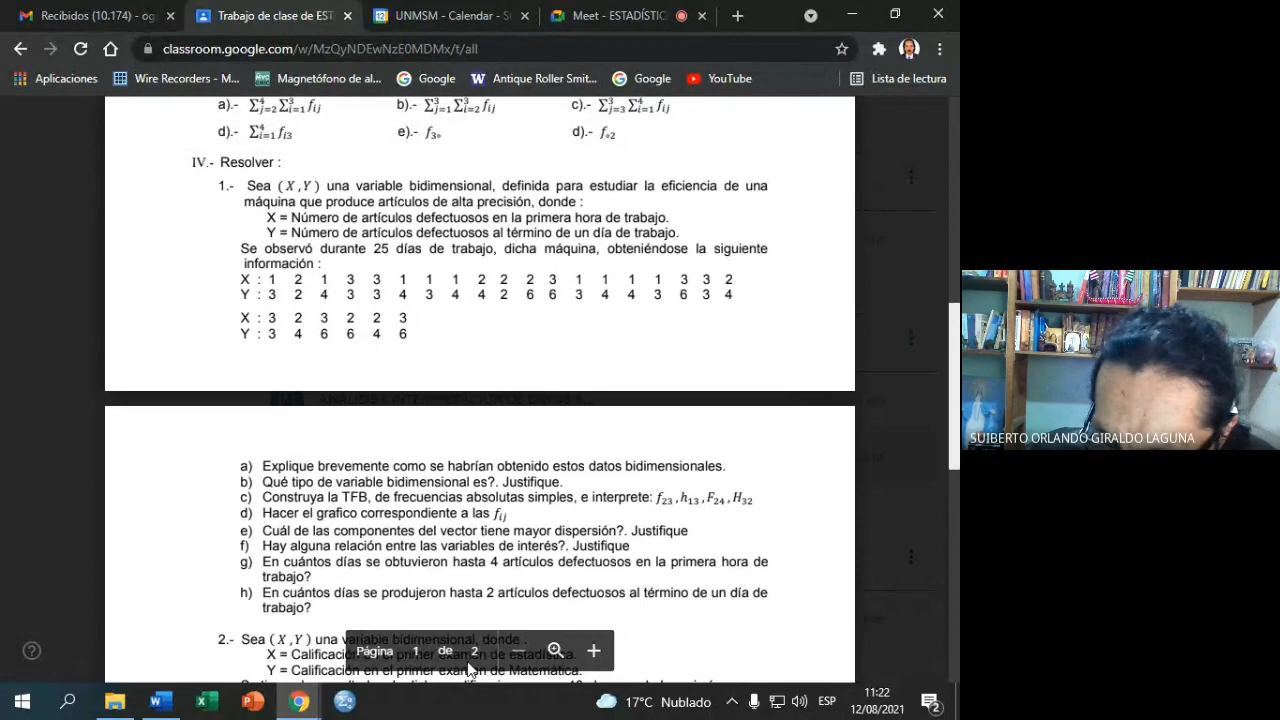 Recibidos (10.174) - og
Trabajo de clase de EST
UNMSM - Calendar - S
Meet - ESTADÍSTIC
classroom.google.com/w/MzQyNDEwNzE0MDMx/t/all
Aplicaciones
Wire Recorders - M...
Magnetófono de al...
Google
Antique Roller Smit...
Google
YouTube
Lista de lectura
a).- ∑⁴ⱼ₌₂ ∑³ᵢ₌₁ fᵢⱼ b).- ∑³ⱼ₌₁ ∑³ᵢ₌₂ fᵢⱼ c).- ∑³ⱼ₌₃ ∑⁴ᵢ₌₁ fᵢⱼ
d).- ∑⁴ᵢ₌₁ fᵢ₃ e).- f₃∘ d).- f∘₂
IV.- Resolver :
1.- Sea ( X , Y ) una variable bidimensional, definida para estudiar la eficiencia de una
máquina que produce artículos de alta precisión, donde :
X = Número de artículos defectuosos en la primera hora de trabajo.
Y = Número de artículos defectuosos al término de un día de trabajo.
Se observó durante 25 días de trabajo, dicha máquina, obteniéndose la siguiente
información :
X : 1 2 1 3 3 1 1 1 2 2 2 3 1 1 1 1 3 3 2
Y : 3 2 4 3 3 4 3 4 4 2 6 6 3 4 4 3 6 3 4
X : 3 2 3 2 2 3
Y : 3 4 6 6 4 6
a) Explique brevemente como se habrían obtenido estos datos bidimensionales.
b) Qué tipo de variable bidimensional es?. Justifique.
c) Construya la TFB, de frecuencias absolutas simples, e interprete: f₂₃ , h₁₃ , F₂₄ , H₃₂
d) Hacer el grafico correspondiente a las fᵢⱼ
e) Cuál de las componentes del vector tiene mayor dispersión?. Justifique
f) Hay alguna relación entre las variables de interés?. Justifique
g) En cuántos días se obtuvieron hasta 4 artículos defectuosos en la primera hora de
trabajo?
h) En cuántos días se produjeron hasta 2 artículos defectuosos al término de un día de
trabajo?
2.- Sea ( X , Y ) una variable bidimensional, donde :
X = Calificación en el primer examen de estadística.
Y = Calificación en el primer examen de Matemática.
Página 1 de 2
SUIBERTO ORLANDO GIRALDO LAGUNA
17°C Nublado
ESP
11:22
12/08/2021
2